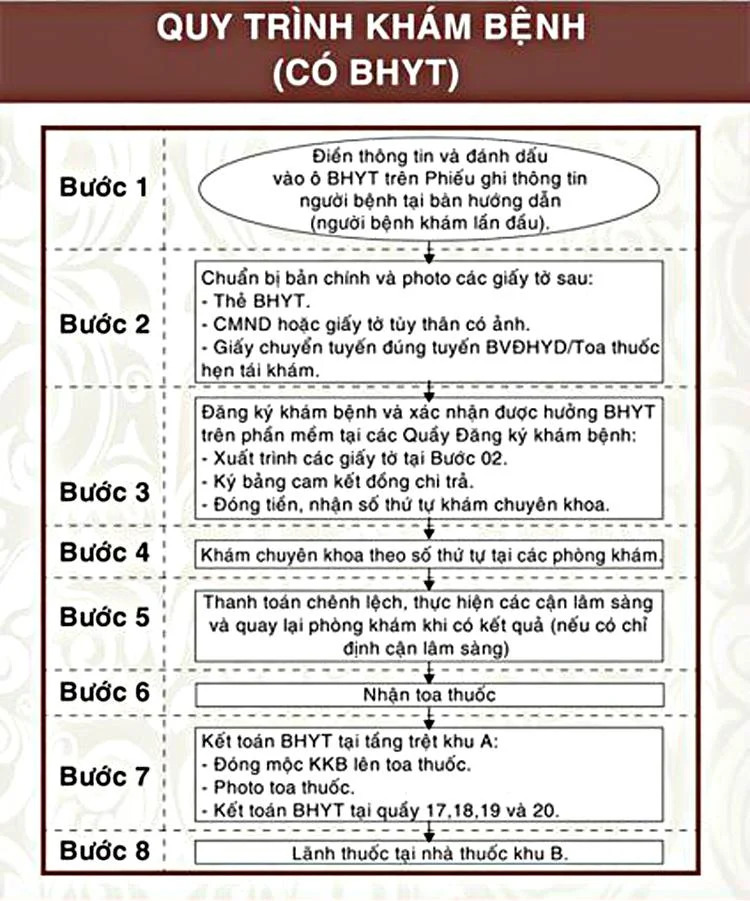 QUY TRÌNH KHÁM BỆNH
(CÓ BHYT)
Bước 1
Điền thông tin và đánh dấu
vào ô BHYT trên Phiếu ghi thông tin
người bệnh tại bàn hướng dẫn
(người bệnh khám lần đầu).
Bước 2
Chuẩn bị bản chính và photo các giấy tờ sau:
- Thẻ BHYT.
- CMND hoặc giấy tờ tùy thân có ảnh.
- Giấy chuyển tuyến đúng tuyến BVĐHYD/Toa thuốc
hẹn tái khám.
Bước 3
Đăng ký khám bệnh và xác nhận được hưởng BHYT
trên phần mềm tại các Quầy Đăng ký khám bệnh:
- Xuất trình các giấy tờ tại Bước 02.
- Ký bảng cam kết đồng chi trả.
- Đóng tiền, nhận số thứ tự khám chuyên khoa.
Bước 4
Khám chuyên khoa theo số thứ tự tại các phòng khám.
Bước 5
Thanh toán chênh lệch, thực hiện các cận lâm sàng
và quay lại phòng khám khi có kết quả (nếu có chỉ
định cận lâm sàng)
Bước 6
Nhận toa thuốc
Bước 7
Kết toán BHYT tại tầng trệt khu A:
- Đóng mộc KKB lên toa thuốc.
- Photo toa thuốc.
- Kết toán BHYT tại quầy 17,18,19 và 20.
Bước 8
Lãnh thuốc tại nhà thuốc khu B.